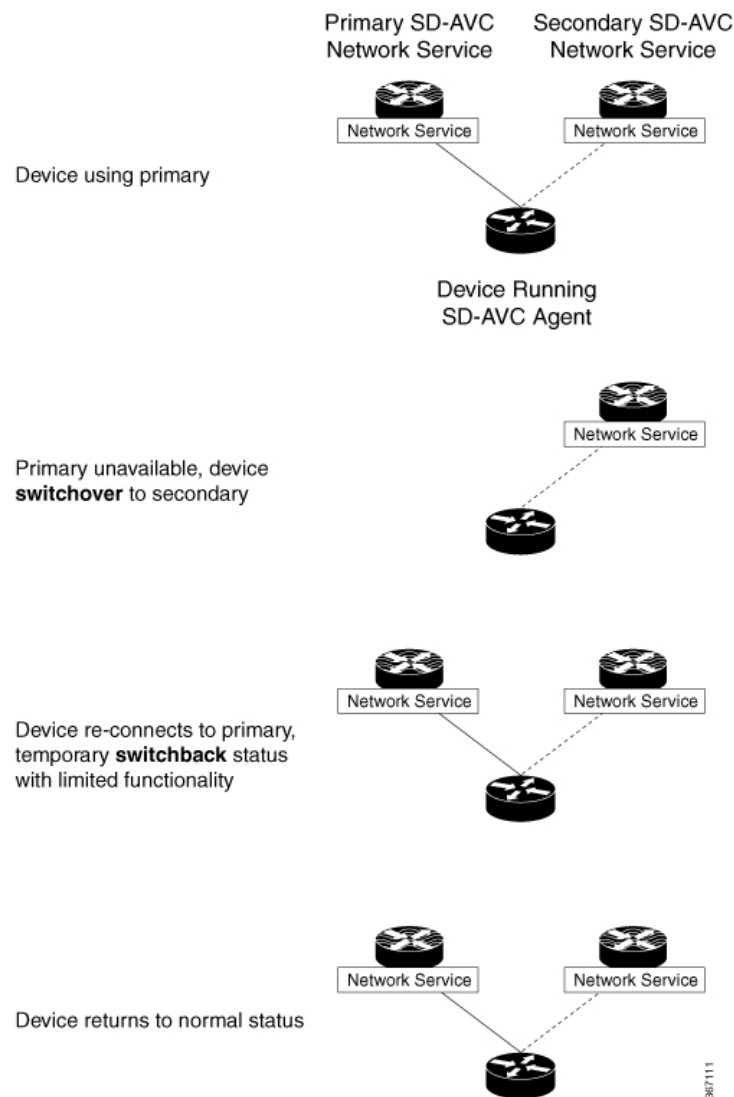 Primary SD-AVC
Network Service
Secondary SD-AVC
Network Service
Network Service
Network Service
Device using primary
Device Running
SD-AVC Agent
Network Service
Primary unavailable, device
switchover to secondary
Network Service
Network Service
Device re-connects to primary,
temporary switchback status
with limited functionality
Network Service
Network Service
Device returns to normal status